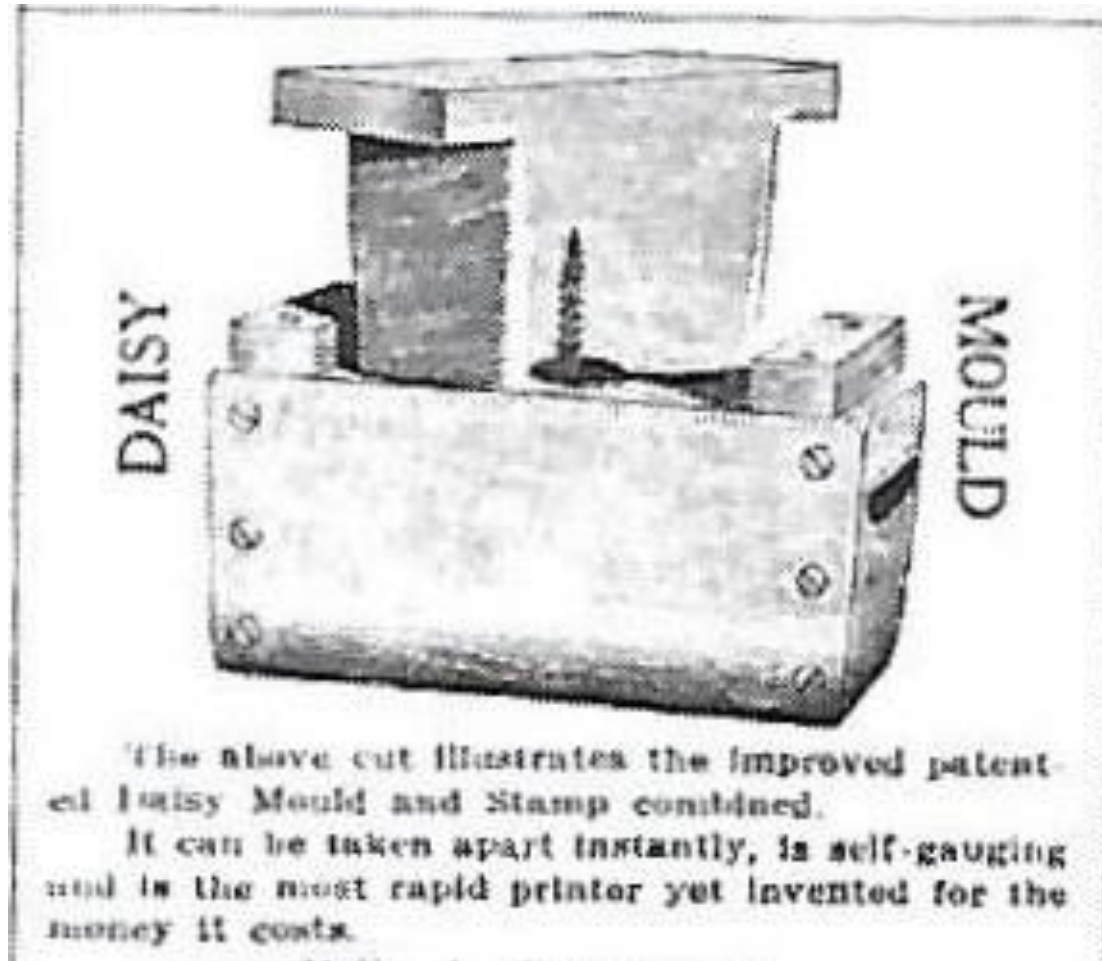 DAISY
MOULD
The above cut illustrates the improved patent-
ed Daisy Mould and Stamp combined.
It can be taken apart instantly, is self-gauging
and is the most rapid printer yet invented for the
money it costs.